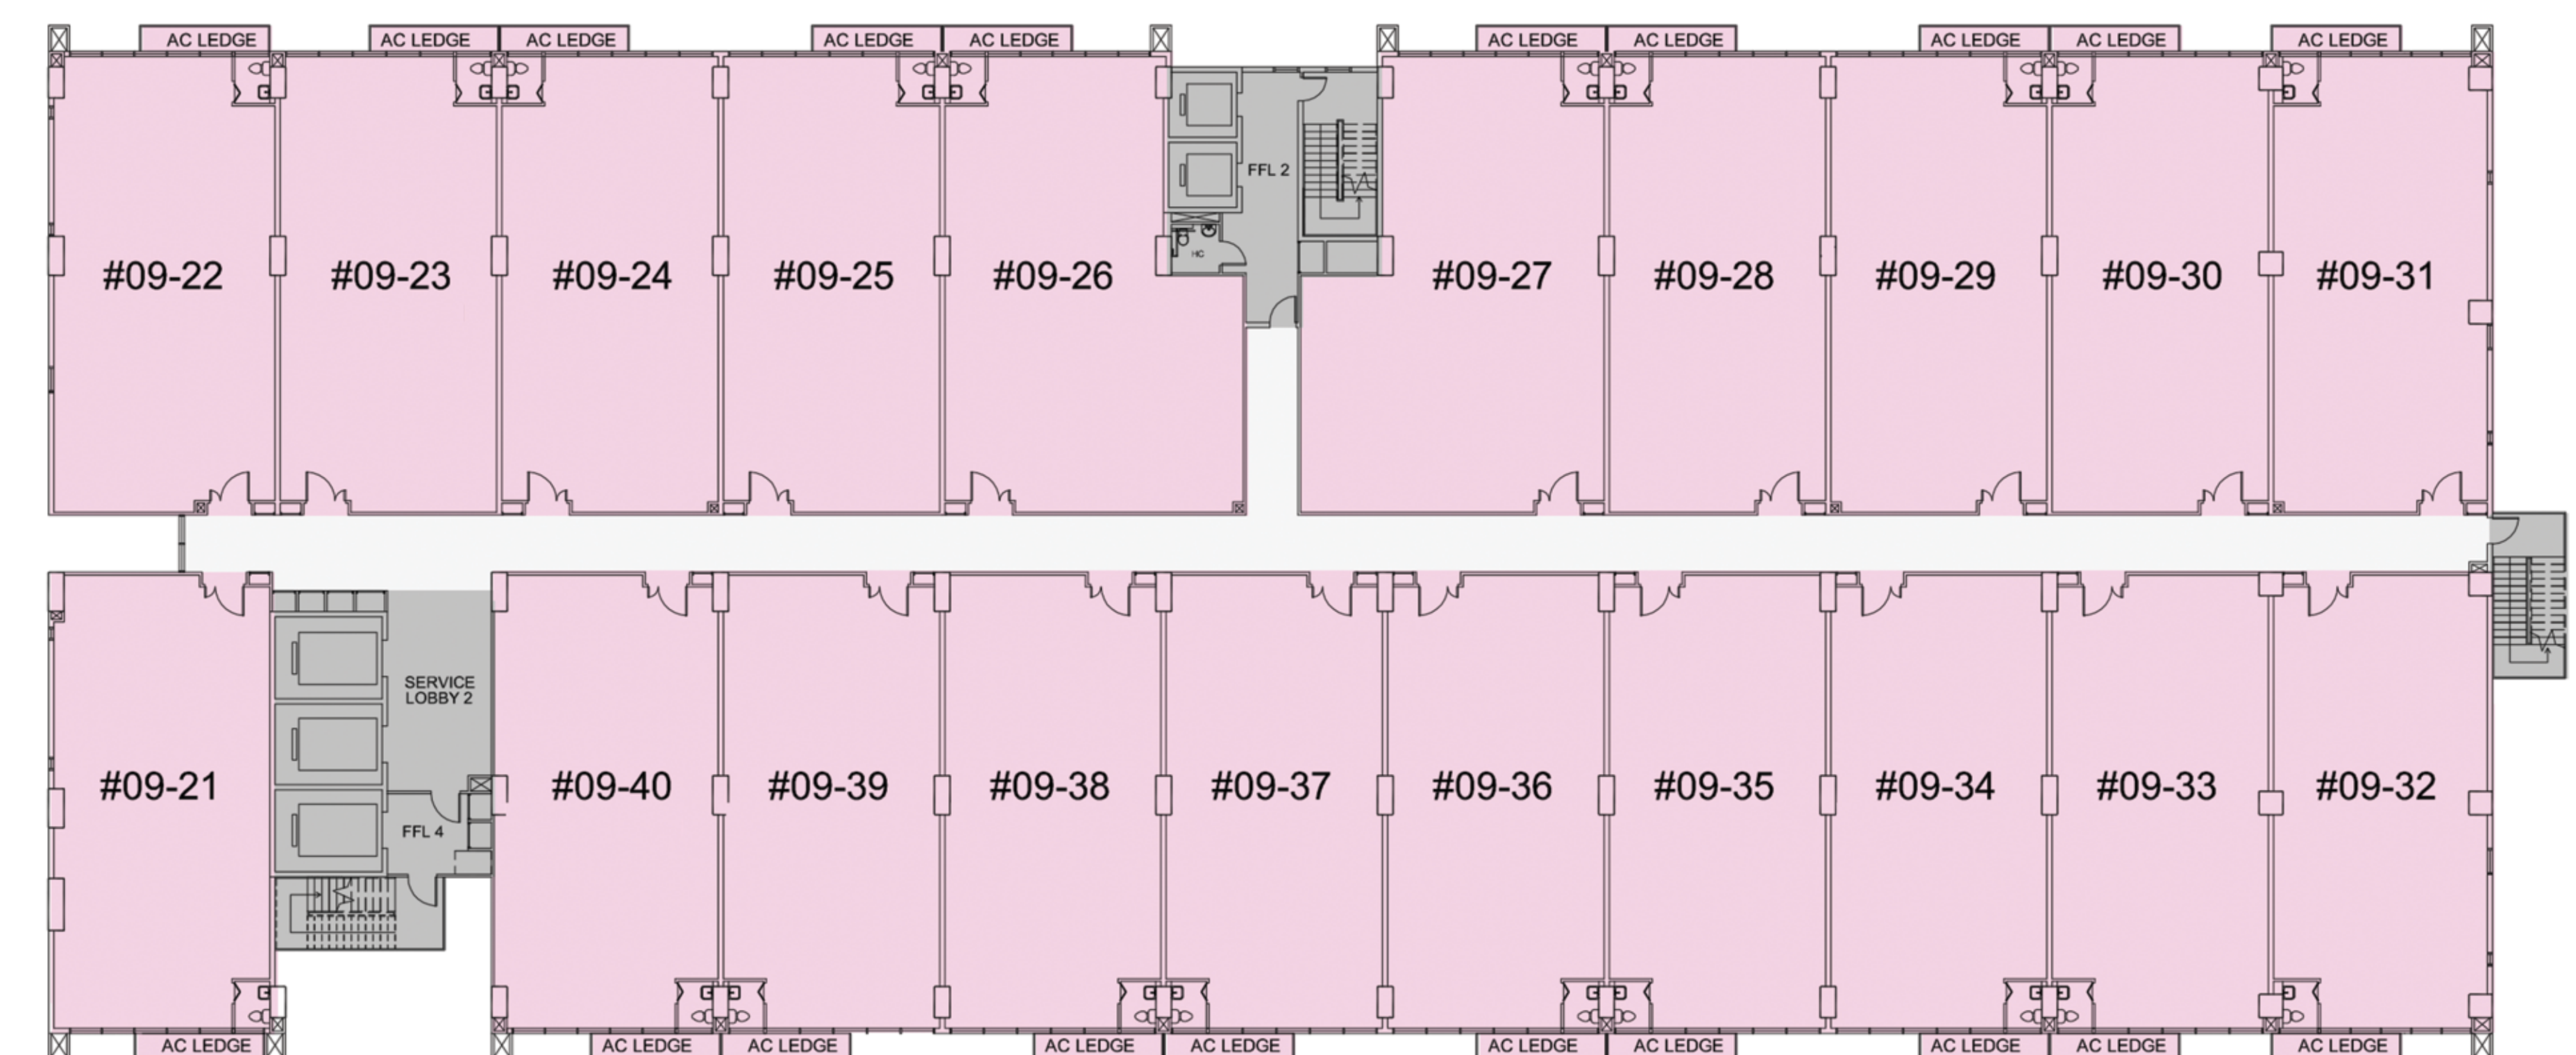 AC LEDGE
AC LEDGE
AC LEDGE
AC LEDGE
AC LEDGE
AC LEDGE
AC LEDGE
AC LEDGE
AC LEDGE
AC LEDGE
FFL 2
HC
#09-22
#09-23
#09-24
#09-25
#09-26
#09-27
#09-28
#09-29
#09-30
#09-31
SERVICE
LOBBY 2
#09-21
#09-40
#09-39
#09-38
#09-37
#09-36
#09-35
#09-34
#09-33
#09-32
FFL 4
AC LEDGE
AC LEDGE
AC LEDGE
AC LEDGE
AC LEDGE
AC LEDGE
AC LEDGE
AC LEDGE
AC LEDGE
AC LEDGE